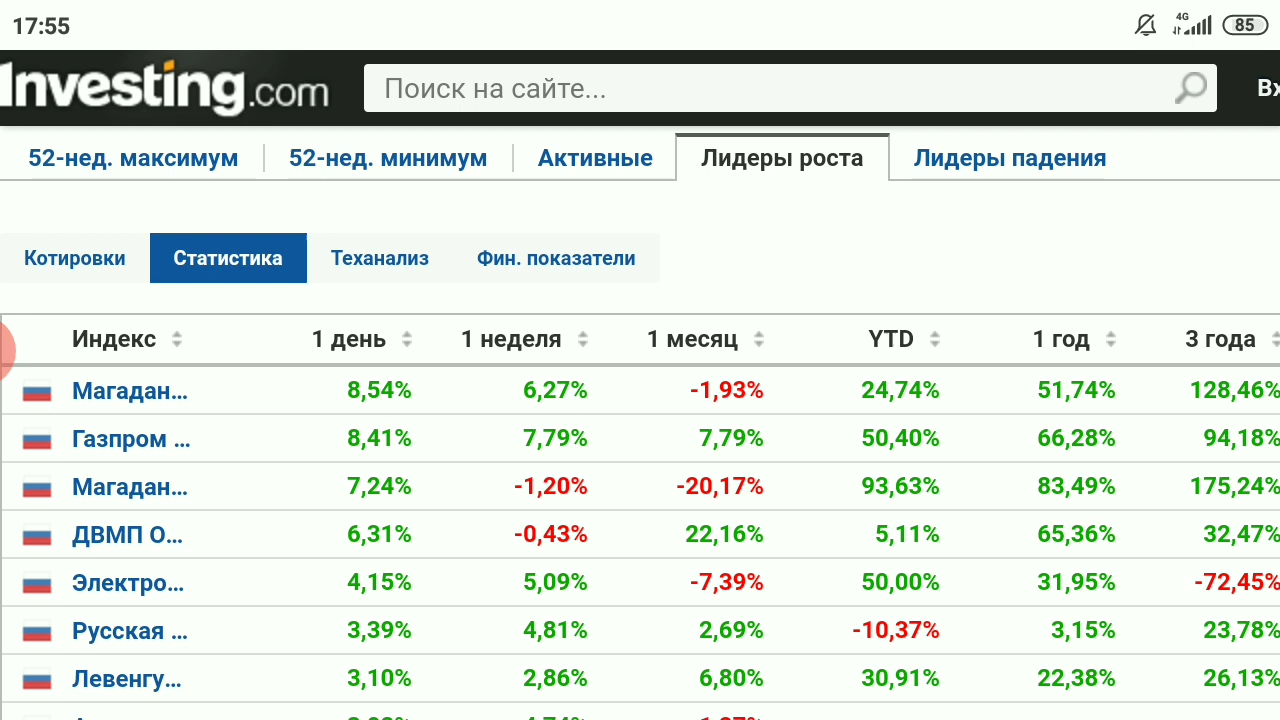 17:55 4G 85
Investing.com Поиск на сайте...
52-нед. максимум 52-нед. минимум Активные Лидеры роста Лидеры падения
Котировки Статистика Теханализ Фин. показатели
Индекс 1 день 1 неделя 1 месяц YTD 1 год 3 года
Магадан... 8,54% 6,27% -1,93% 24,74% 51,74% 128,46%
Газпром ... 8,41% 7,79% 7,79% 50,40% 66,28% 94,18%
Магадан... 7,24% -1,20% -20,17% 93,63% 83,49% 175,24%
ДВМП О... 6,31% -0,43% 22,16% 5,11% 65,36% 32,47%
Электро... 4,15% 5,09% -7,39% 50,00% 31,95% -72,45%
Русская ... 3,39% 4,81% 2,69% -10,37% 3,15% 23,78%
Левенгу... 3,10% 2,86% 6,80% 30,91% 22,38% 26,13%